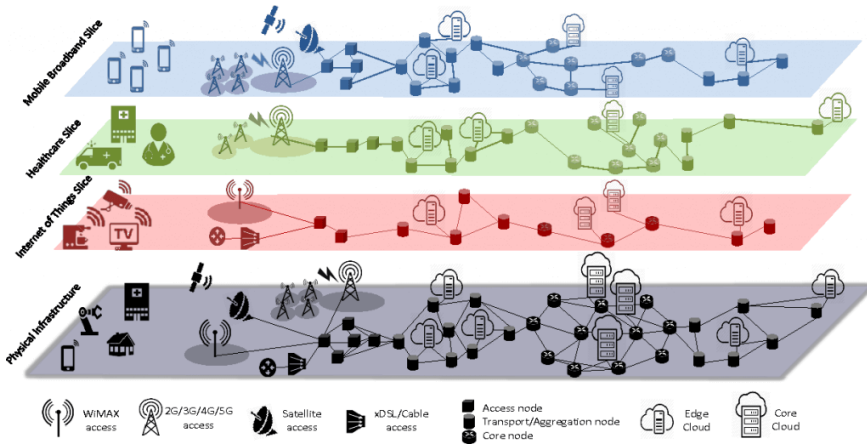 Mobile Broadband Slice
Healthcare Slice
Internet of Things Slice
TV
Physical Infrastructure
WiMAX
access
2G/3G/4G/5G
access
Satellite
access
xDSL/Cable
access
Access node
Transport/Aggregation node
Core node
Edge
Cloud
Core
Cloud